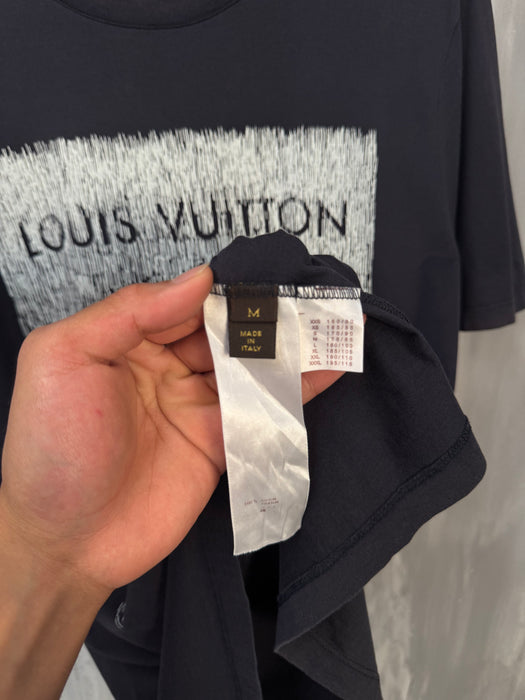 LOUIS VUITTON
M
MADE IN
ITALY
XXS 160/80
XS 165/85
S 170/90
M 175/95
L 180/100
XL 185/105
XXL 190/110
XXXL 195/115